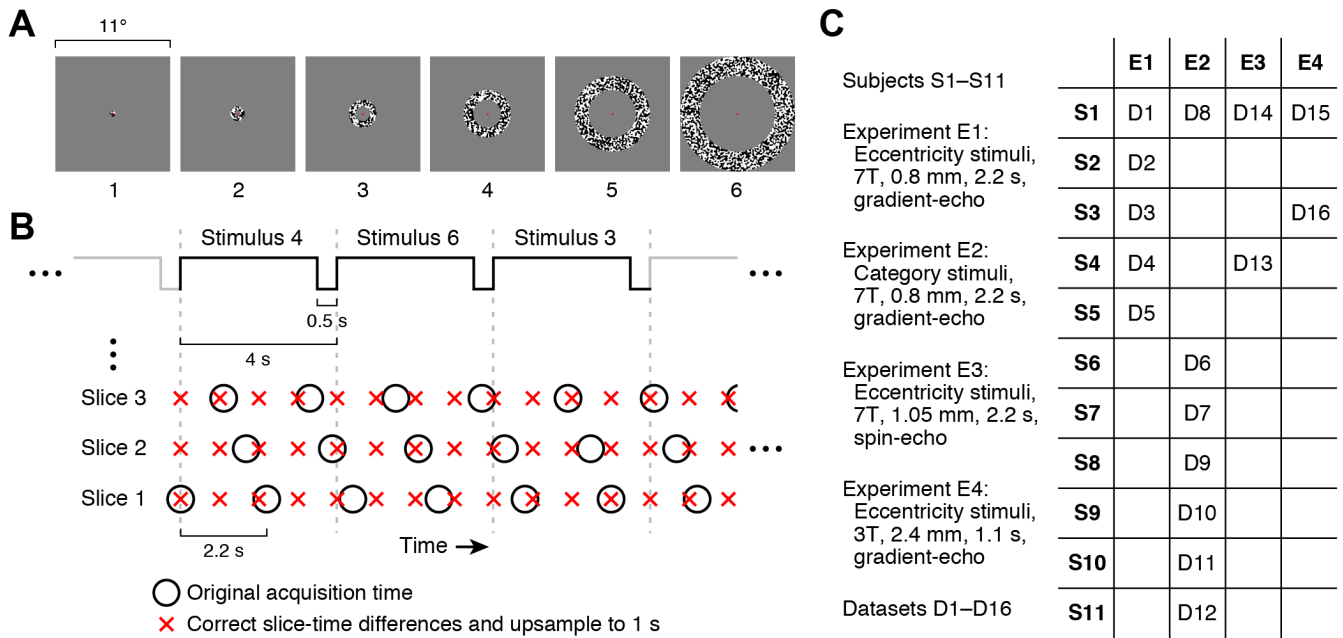 A
11°
1 2 3 4 5 6
B
Stimulus 4 Stimulus 6 Stimulus 3
0.5 s
4 s
Slice 3
Slice 2
Slice 1
2.2 s
Time
Original acquisition time
Correct slice-time differences and upsample to 1 s
C
Subjects S1–S11
Experiment E1:
Eccentricity stimuli,
7T, 0.8 mm, 2.2 s,
gradient-echo
Experiment E2:
Category stimuli,
7T, 0.8 mm, 2.2 s,
gradient-echo
Experiment E3:
Eccentricity stimuli,
7T, 1.05 mm, 2.2 s,
spin-echo
Experiment E4:
Eccentricity stimuli,
3T, 2.4 mm, 1.1 s,
gradient-echo
Datasets D1–D16
E1 E2 E3 E4
S1 D1 D8 D14 D15
S2 D2
S3 D3 D16
S4 D4 D13
S5 D5
S6 D6
S7 D7
S8 D9
S9 D10
S10 D11
S11 D12